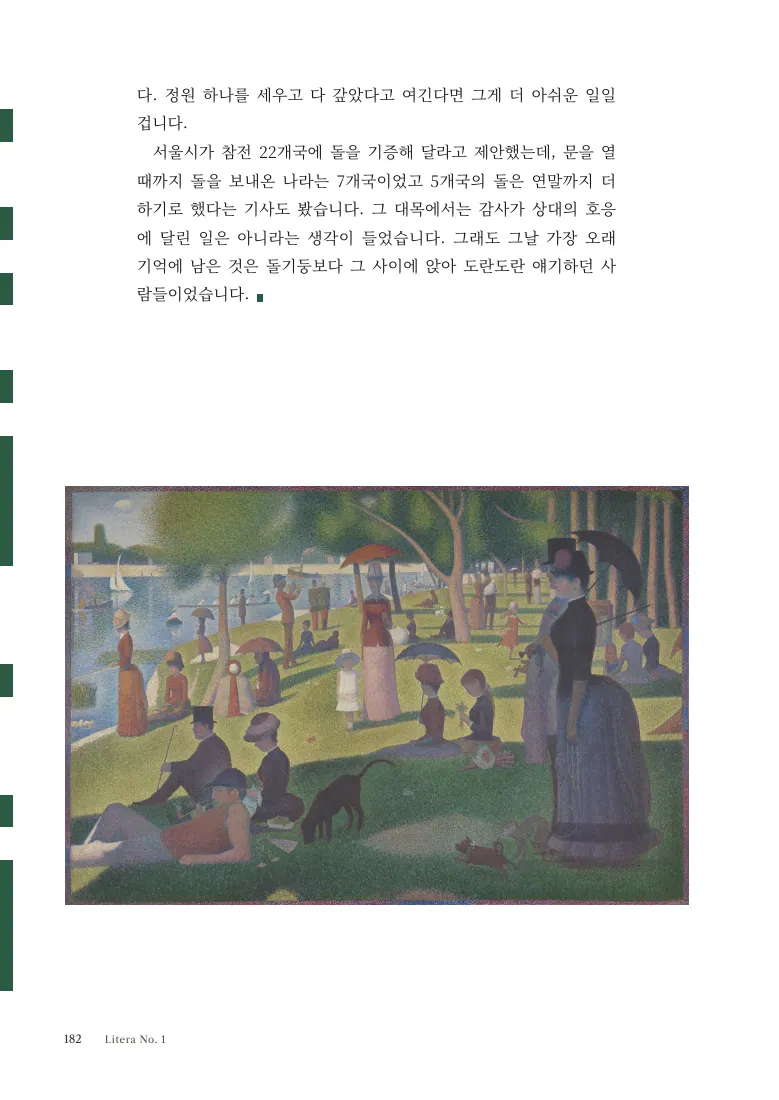 다. 정원 하나를 세우고 다 갚았다고 여긴다면 그게 더 아쉬운 일일
겁니다.
서울시가 참전 22개국에 돌을 기증해 달라고 제안했는데, 문을 열
때까지 돌을 보내온 나라는 7개국이었고 5개국의 돌은 연말까지 더
하기로 했다는 기사도 봤습니다. 그 대목에서는 감사가 상대의 호응
에 달린 일은 아니라는 생각이 들었습니다. 그래도 그날 가장 오래
기억에 남은 것은 돌기둥보다 그 사이에 앉아 도란도란 얘기하던 사
람들이었습니다.
182 Litera No. 1